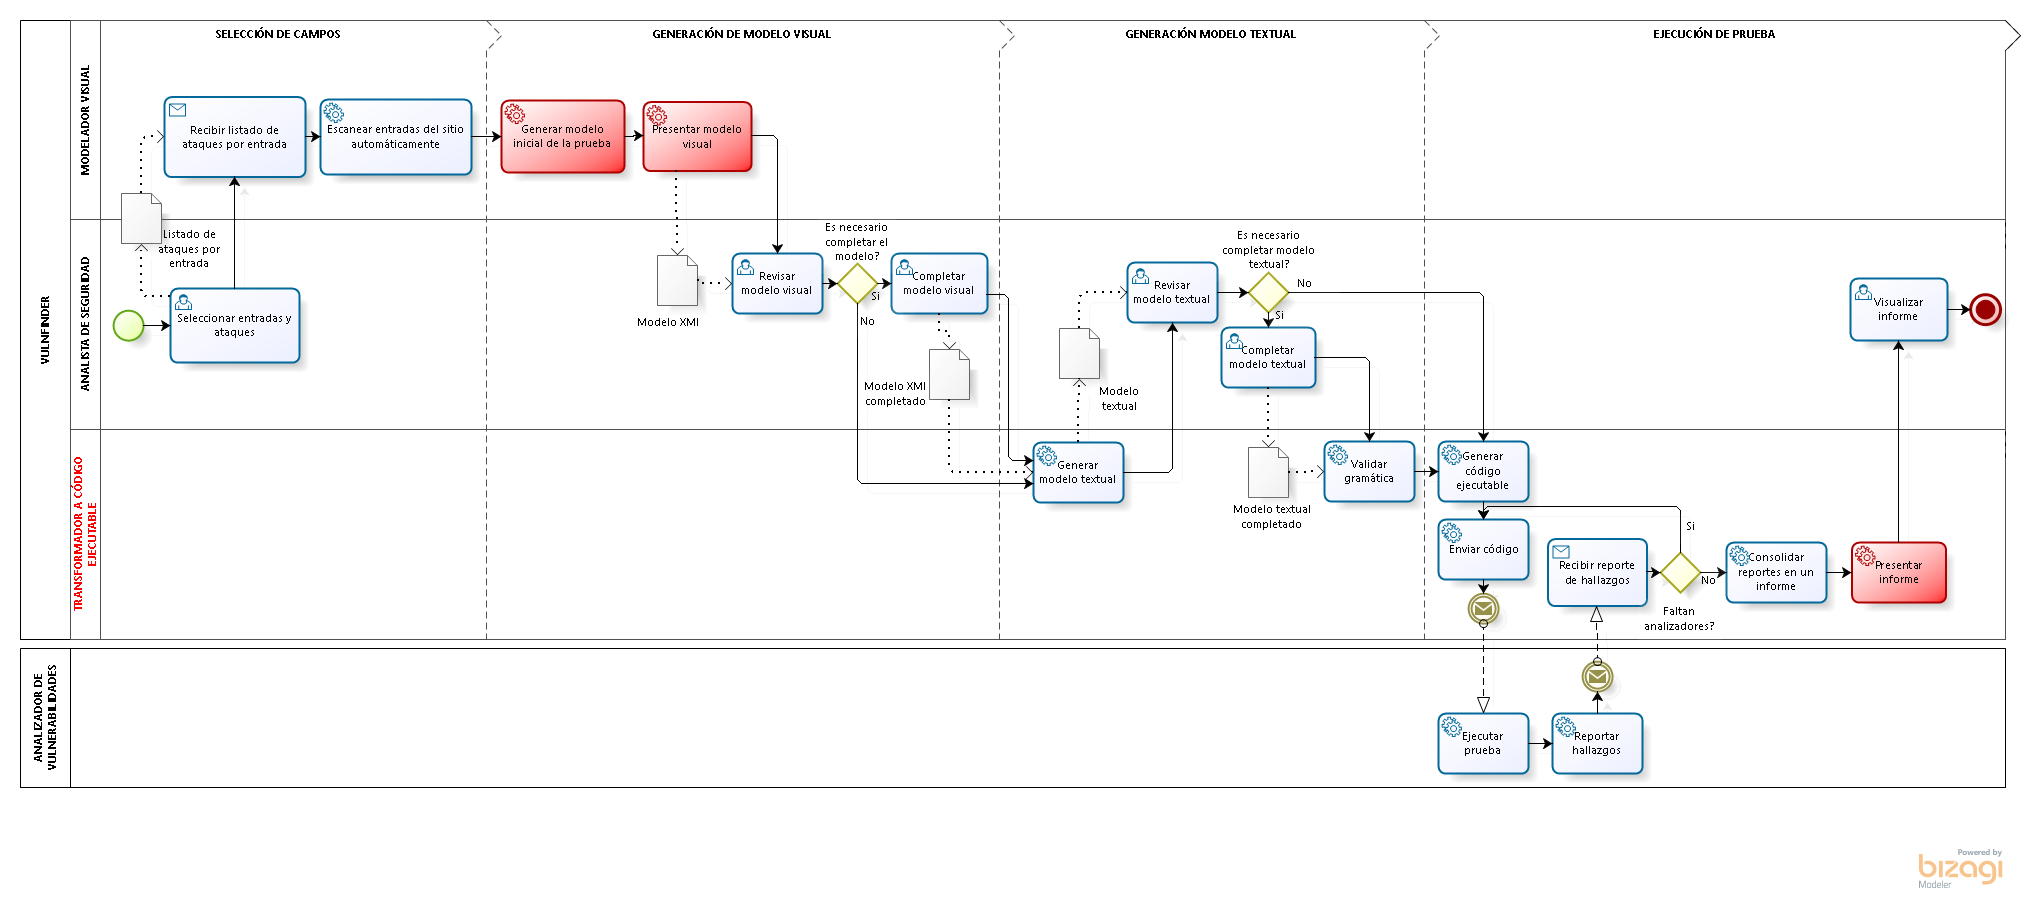 SELECCIÓN DE CAMPOS
GENERACIÓN DE MODELO VISUAL
GENERACIÓN MODELO TEXTUAL
EJECUCIÓN DE PRUEBA
VULNFINDER
MODELADOR VISUAL
Recibir listado de
ataques por entrada
Escanear entradas del sitio
automáticamente
Generar modelo
inicial de la prueba
Presentar modelo
visual
ANALISTA DE SEGURIDAD
Listado de
ataques por
entrada
Seleccionar entradas y
ataques
Modelo XMI
Revisar
modelo visual
Es necesario
completar el
modelo?
Si
No
Completar
modelo visual
Modelo XMI
completado
Modelo
textual
Revisar
modelo textual
Es necesario
completar modelo
textual?
No
Si
Completar
modelo textual
Visualizar
informe
TRANSFORMADOR A CÓDIGO
EJECUTABLE
Generar
modelo textual
Modelo textual
completado
Validar
gramática
Generar
código
ejecutable
Enviar código
Recibir reporte
de hallazgos
Si
No
Faltan
analizadores?
Consolidar
reportes en un
informe
Presentar
informe
ANALIZADOR DE
VULNERABILIDADES
Ejecutar
prueba
Reportar
hallazgos
Powered by
bizagi
Modeler